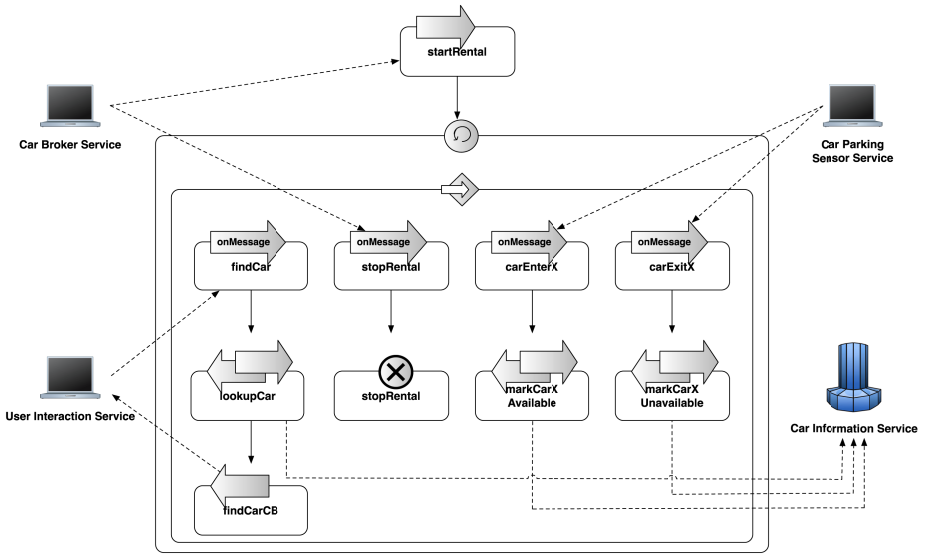 startRental
Car Broker Service
Car Parking
Sensor Service
onMessage
findCar
onMessage
stopRental
onMessage
carEnterX
onMessage
carExitX
lookupCar
stopRental
markCarX
Available
markCarX
Unavailable
User Interaction Service
Car Information Service
findCarCB